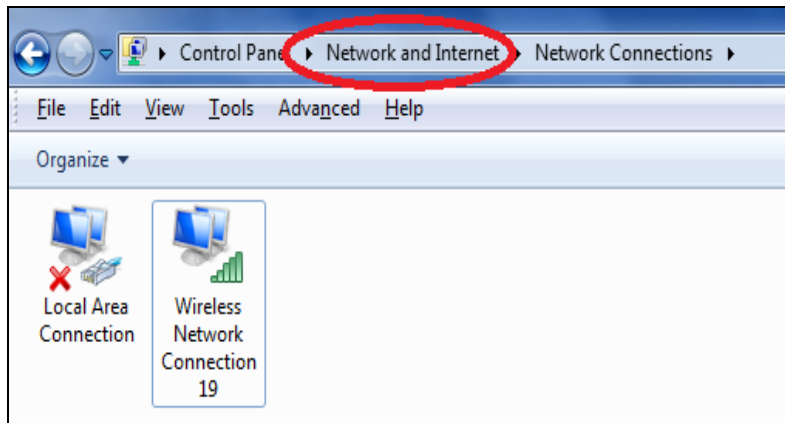 Control Pane Network and Internet Network Connections
File Edit View Tools Advanced Help
Organize
Local Area
Connection
Wireless
Network
Connection
19